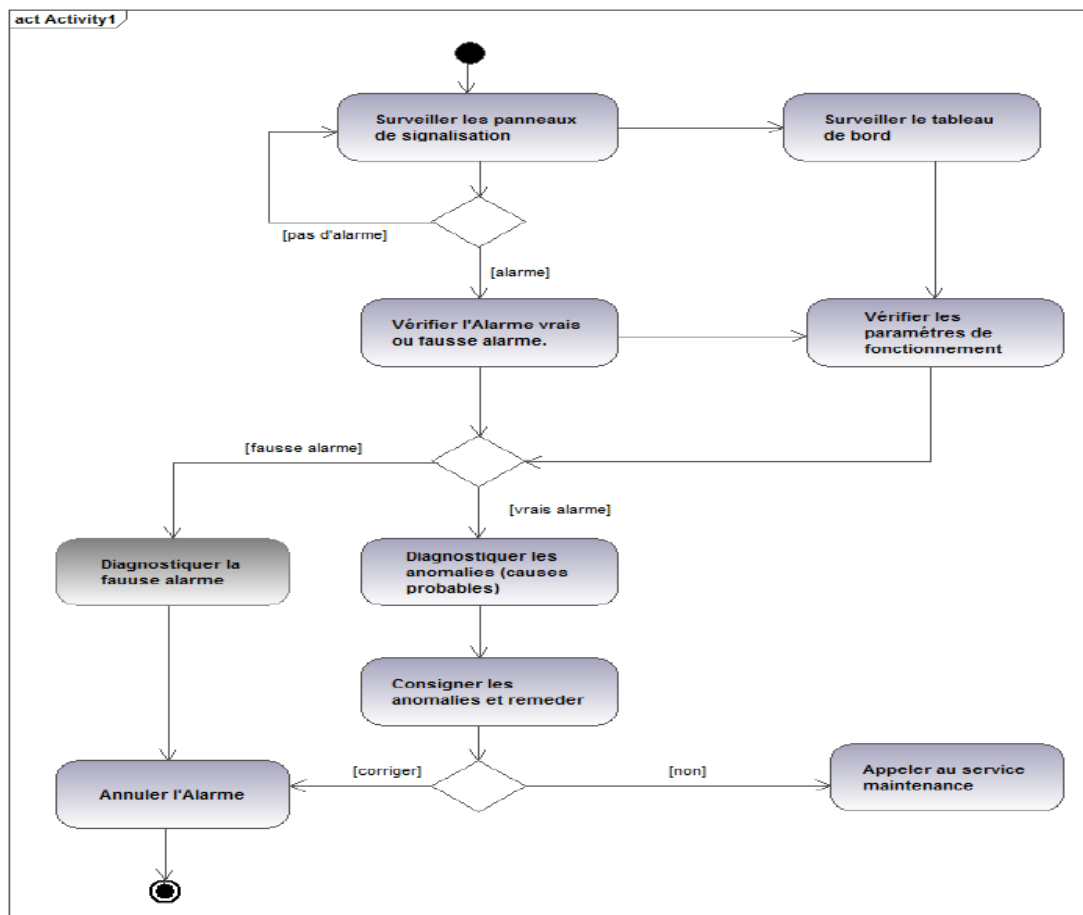 act Activity1
Surveiller les panneaux
de signalisation
Surveiller le tableau
de bord
[pas d'alarme]
[alarme]
Vérifier l'Alarme vrais
ou fausse alarme.
Vérifier les
paramétres de
fonctionnement
[fausse alarme]
[vrais alarme]
Diagnostiquer la
fauuse alarme
Diagnostiquer les
anomalies (causes
probables)
Consigner les
anomalies et remeder
[corriger]
[non]
Annuler l'Alarme
Appeler au service
maintenance